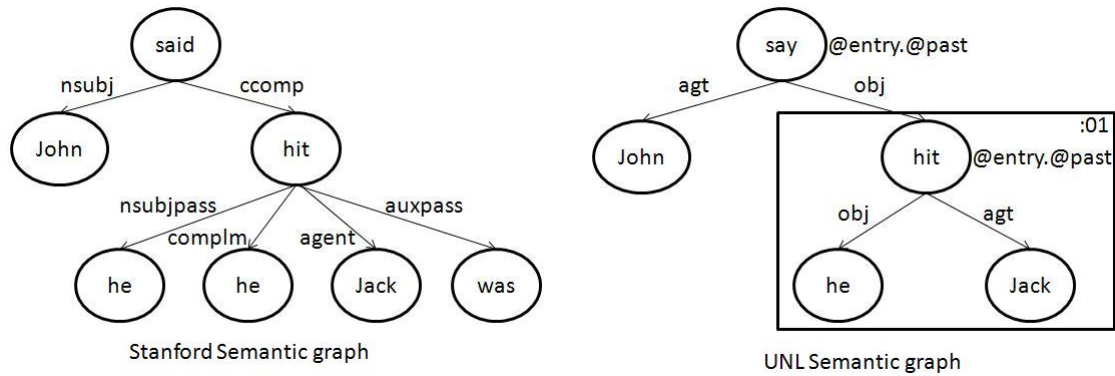 said
nsubj ccomp
John hit
nsubjpass complm agent auxpass
he he Jack was
Stanford Semantic graph
say @entry.@past
agt obj
:01
John hit @entry.@past
obj agt
he Jack
UNL Semantic graph